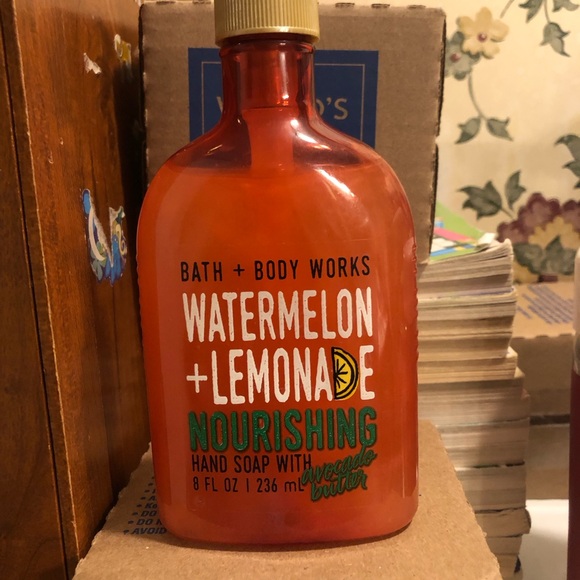 BATH + BODY WORKS
WATERMELON
+LEMONADE
NOURISHING
HAND SOAP WITH avocado
8 FL OZ | 236 mL butter